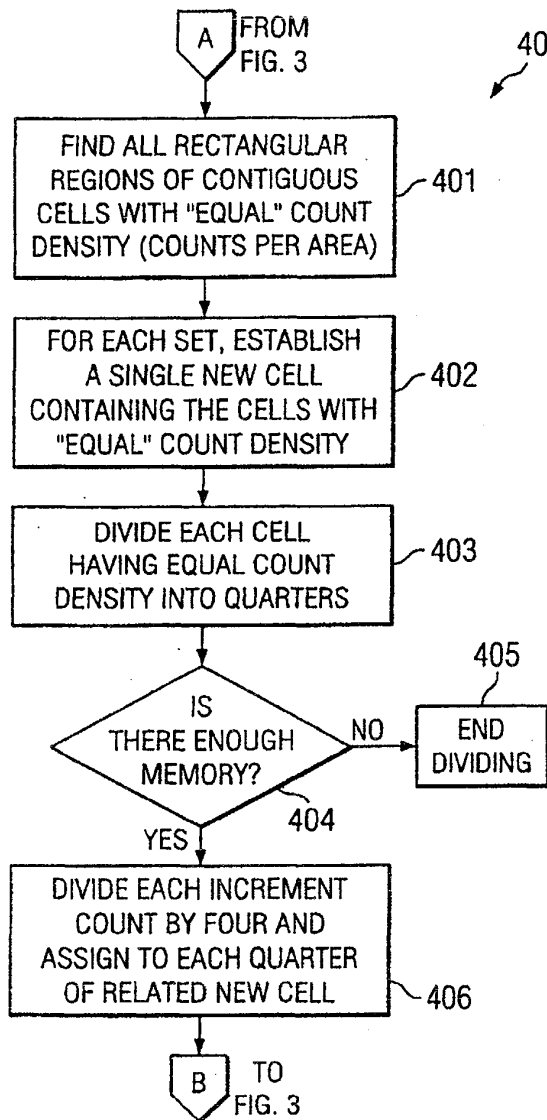 A
FROM
FIG. 3
40
FIND ALL RECTANGULAR
REGIONS OF CONTIGUOUS
CELLS WITH "EQUAL" COUNT
DENSITY (COUNTS PER AREA)
401
FOR EACH SET, ESTABLISH
A SINGLE NEW CELL
CONTAINING THE CELLS WITH
"EQUAL" COUNT DENSITY
402
DIVIDE EACH CELL
HAVING EQUAL COUNT
DENSITY INTO QUARTERS
403
IS
THERE ENOUGH
MEMORY?
404
NO
405
END
DIVIDING
YES
DIVIDE EACH INCREMENT
COUNT BY FOUR AND
ASSIGN TO EACH QUARTER
OF RELATED NEW CELL
406
B
TO
FIG. 3